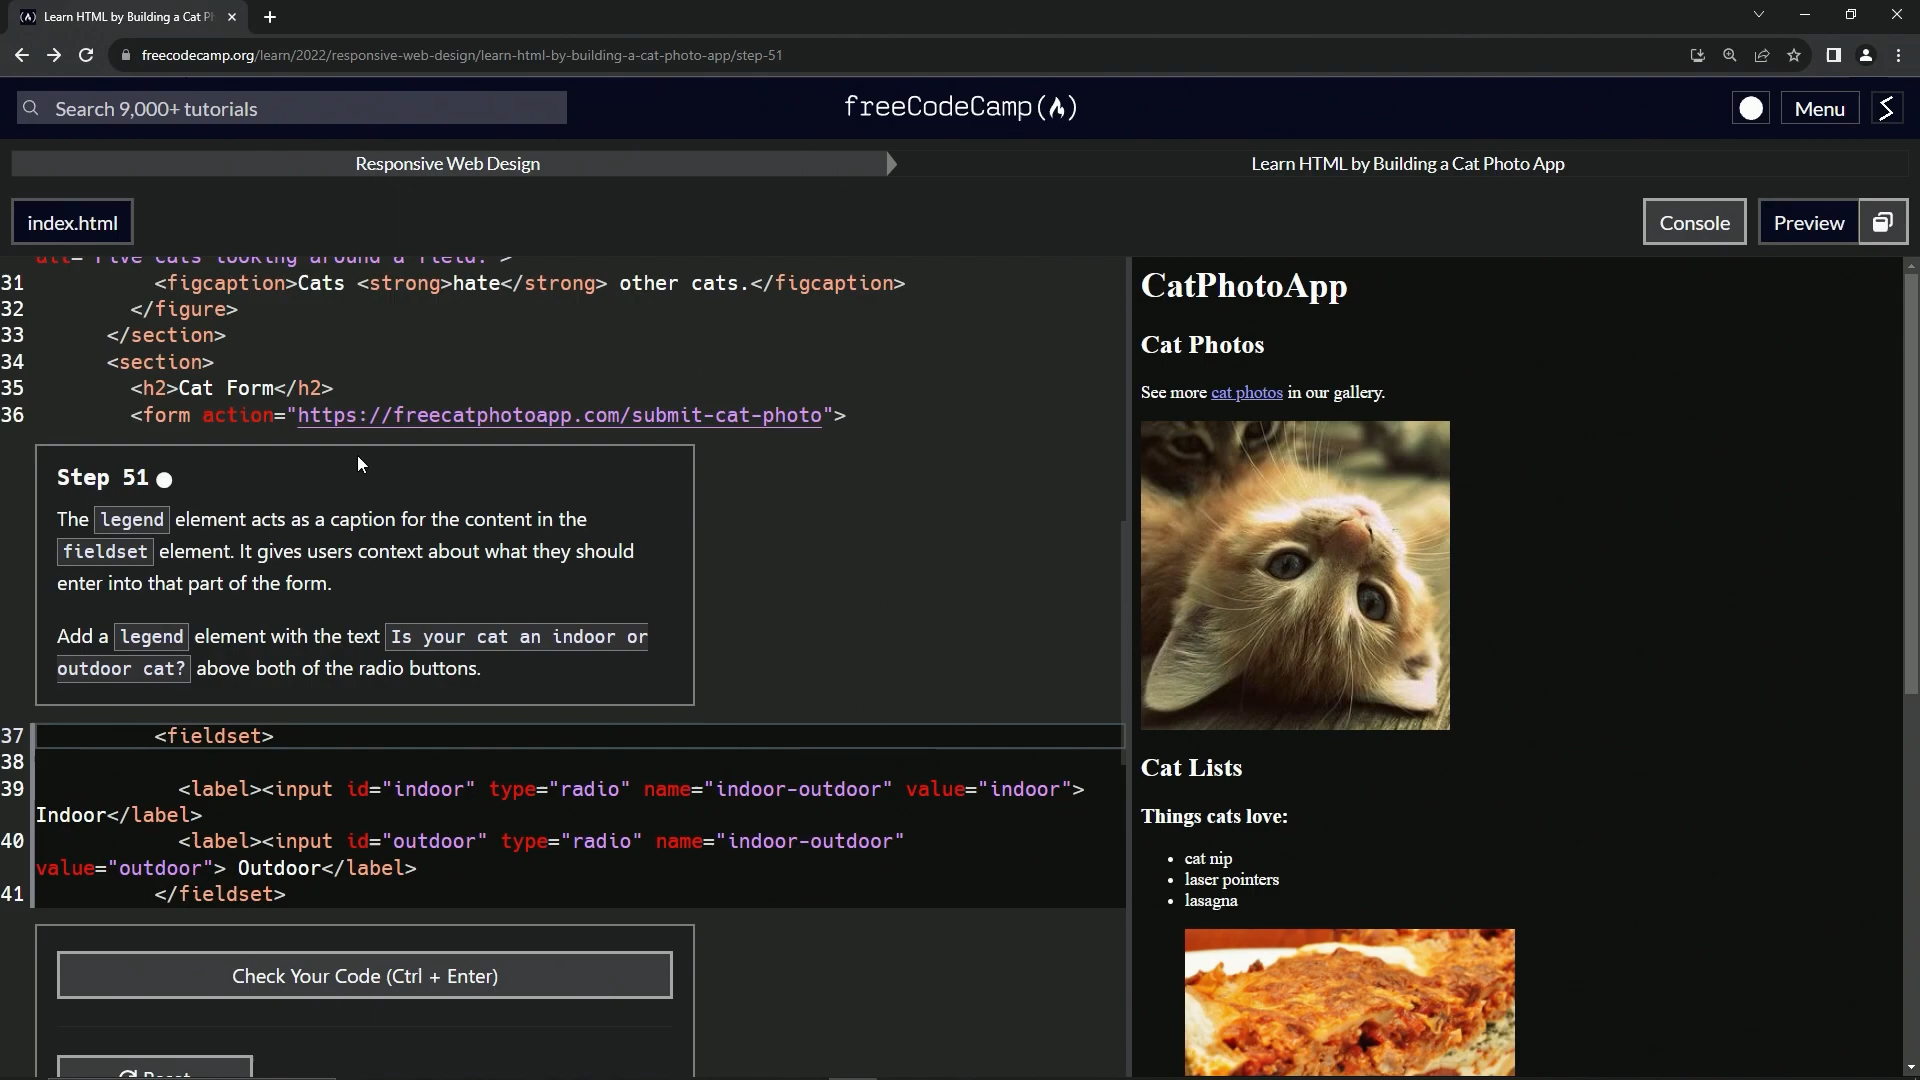 Learn HTML by Building a Cat Ph
freecodecamp.org/learn/2022/responsive-web-design/learn-html-by-building-a-cat-photo-app/step-51
Search 9,000+ tutorials
freeCodeCamp
Menu
Responsive Web Design
Learn HTML by Building a Cat Photo App
index.html
Console
Preview
alt="Five cats looking around a field.">
31 <figcaption>Cats <strong>hate</strong> other cats.</figcaption>
32 </figure>
33 </section>
34 <section>
35 <h2>Cat Form</h2>
36 <form action="https://freecatphotoapp.com/submit-cat-photo">
Step 51
The legend element acts as a caption for the content in the
fieldset element. It gives users context about what they should
enter into that part of the form.
Add a legend element with the text Is your cat an indoor or
outdoor cat? above both of the radio buttons.
37 <fieldset>
38
39 <label><input id="indoor" type="radio" name="indoor-outdoor" value="indoor">
Indoor</label>
40 <label><input id="outdoor" type="radio" name="indoor-outdoor"
value="outdoor"> Outdoor</label>
41 </fieldset>
Check Your Code (Ctrl + Enter)
Reset
CatPhotoApp
Cat Photos
See more cat photos in our gallery.
Cat Lists
Things cats love:
• cat nip
• laser pointers
• lasagna